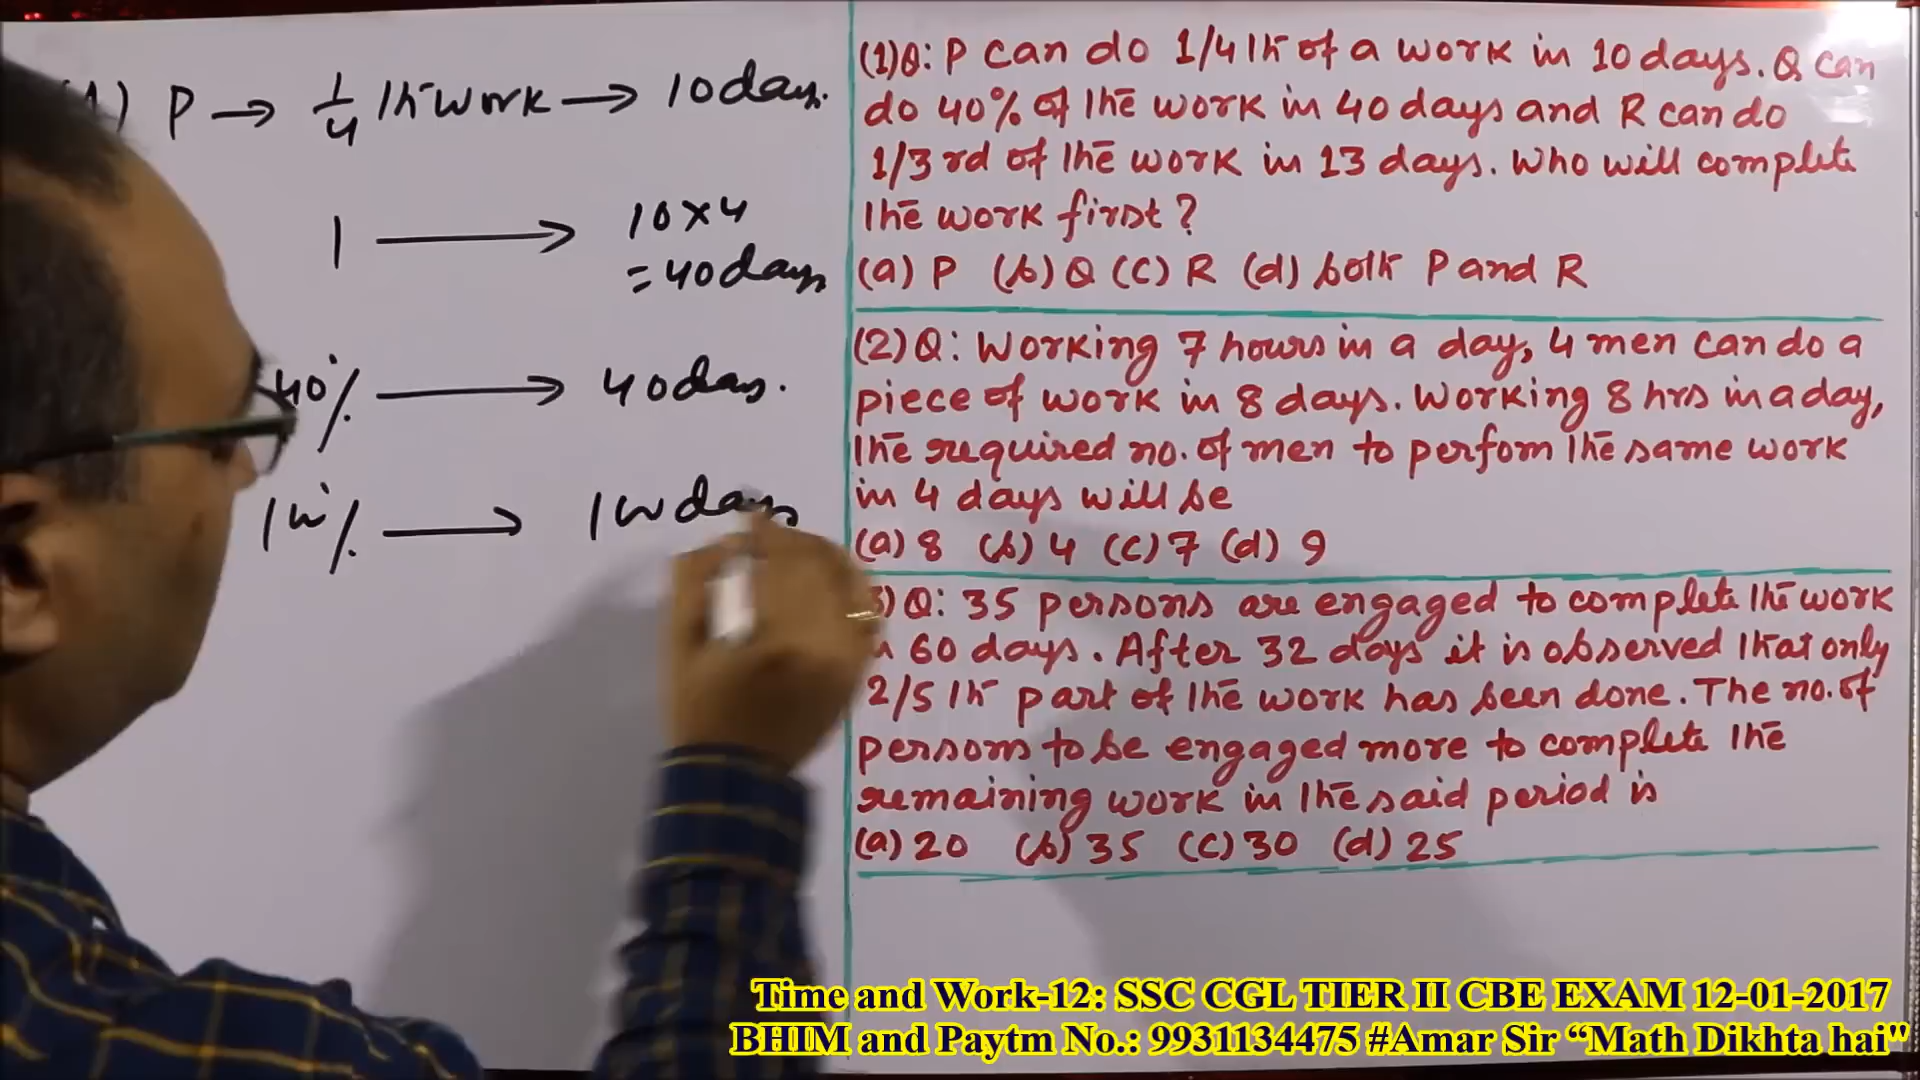 P → 1/4 th work → 10 days.
1 → 10 x 4
= 40 days
40% → 40 days.
100% → 100 days
(1)Q: P can do 1/4 th of a work in 10 days. Q can
do 40% of the work in 40 days and R can do
1/3 rd of the work in 13 days. Who will complete
the work first?
(a) P (b) Q (c) R (d) both P and R
(2) Q: Working 7 hours in a day, 4 men can do a
piece of work in 8 days. Working 8 hrs in a day,
the required no. of men to perfom the same work
in 4 days will be
(a) 8 (b) 4 (c) 7 (d) 9
3) Q: 35 persons are engaged to complete the work
60 days. After 32 days it is observed that only
2/5 th part of the work has been done. The no. of
persons to be engaged more to complete the
remaining work in the said period is
(a) 20 (b) 35 (c) 30 (d) 25
Time and Work-12: SSC CGL TIER II CBE EXAM 12-01-2017
BHIM and Paytm No.: 9931134475 #Amar Sir “Math Dikhta hai"